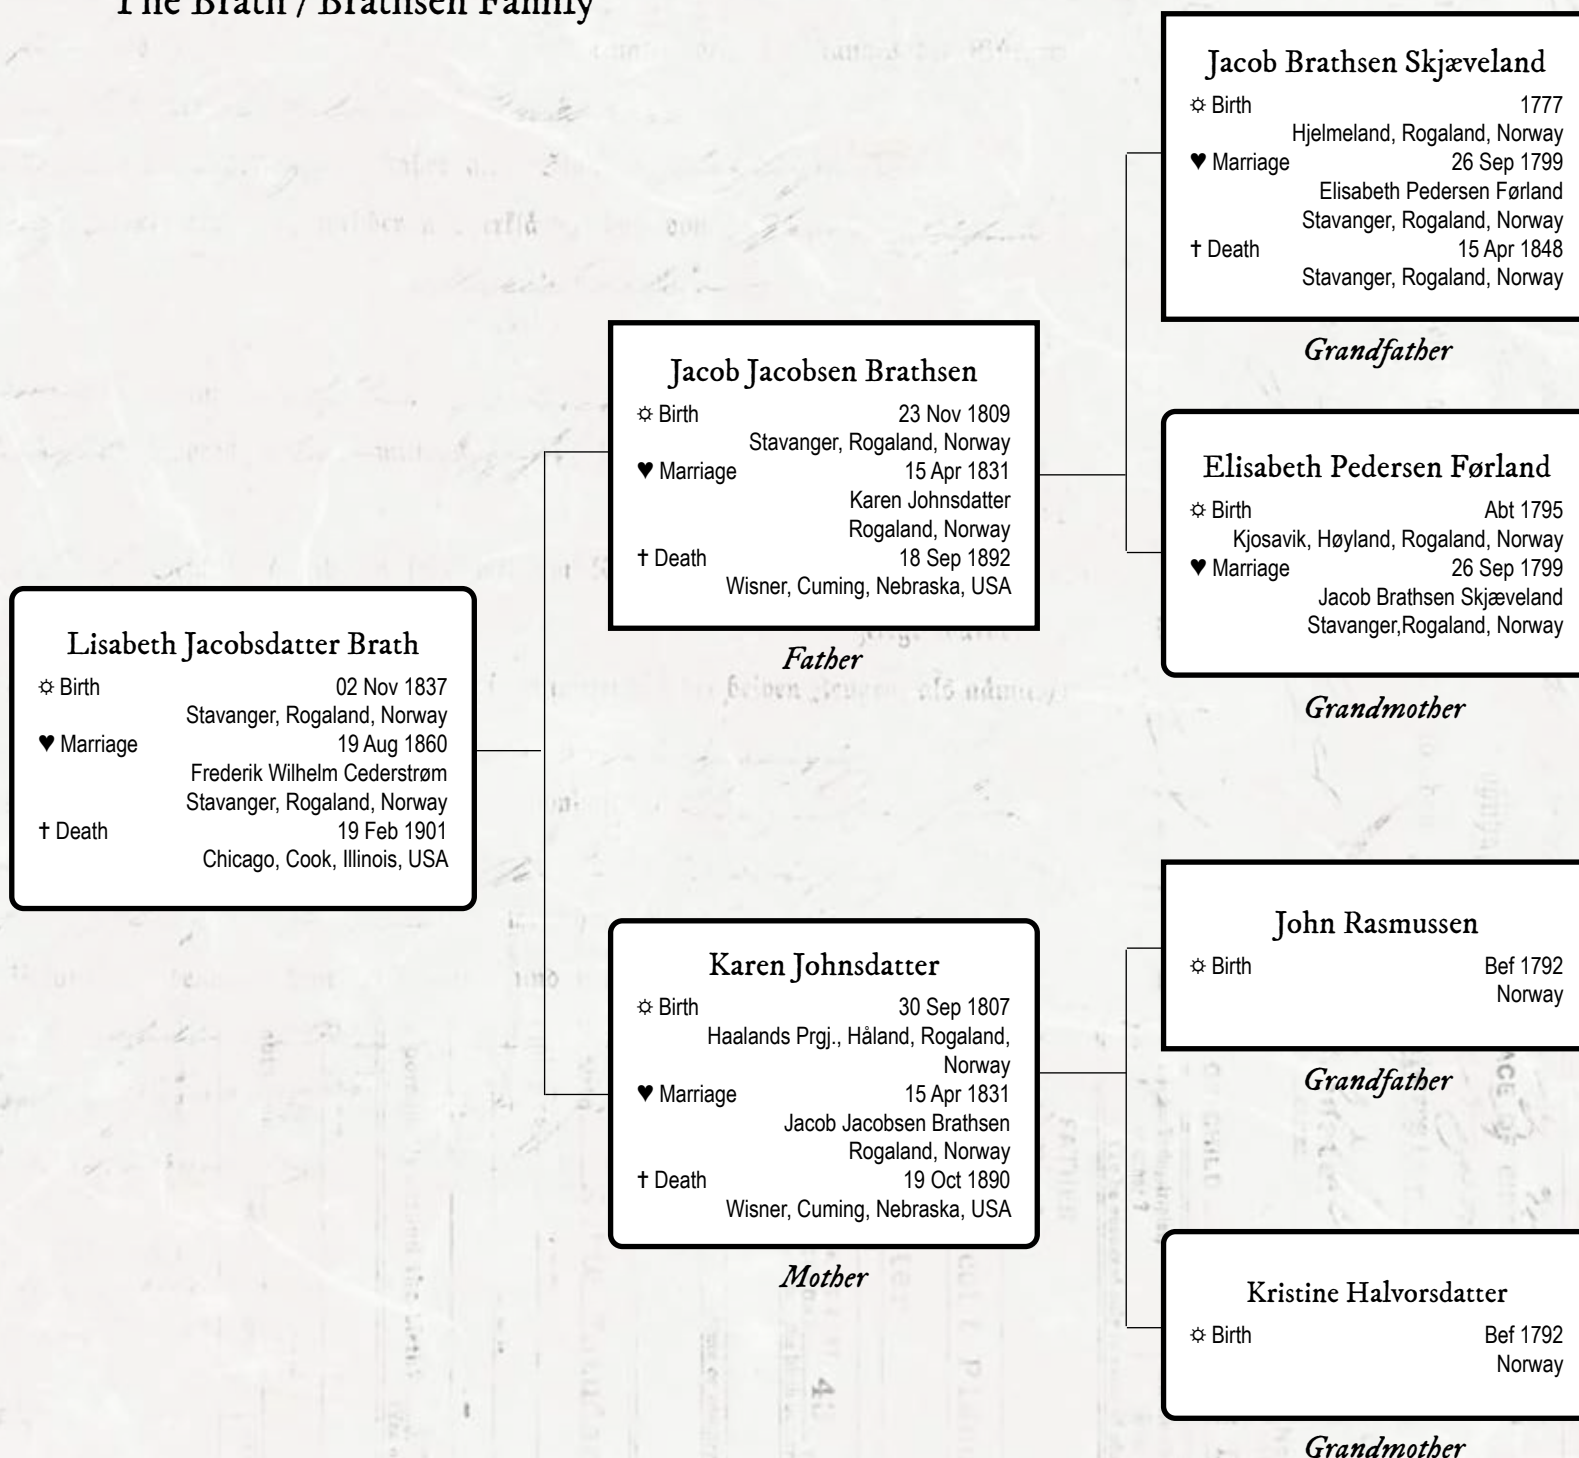 The Brath / Brathsen Family
Jacob Brathsen Skjæveland
☼ Birth 1777
Hjelmeland, Rogaland, Norway
♥ Marriage 26 Sep 1799
Elisabeth Pedersen Førland
Stavanger, Rogaland, Norway
† Death 15 Apr 1848
Stavanger, Rogaland, Norway
Grandfather
Jacob Jacobsen Brathsen
☼ Birth 23 Nov 1809
Stavanger, Rogaland, Norway
♥ Marriage 15 Apr 1831
Karen Johnsdatter
Rogaland, Norway
† Death 18 Sep 1892
Wisner, Cuming, Nebraska, USA
Father
Elisabeth Pedersen Førland
☼ Birth Abt 1795
Kjosavik, Høyland, Rogaland, Norway
♥ Marriage 26 Sep 1799
Jacob Brathsen Skjæveland
Stavanger,Rogaland, Norway
Grandmother
Lisabeth Jacobsdatter Brath
☼ Birth 02 Nov 1837
Stavanger, Rogaland, Norway
♥ Marriage 19 Aug 1860
Frederik Wilhelm Cederstrøm
Stavanger, Rogaland, Norway
† Death 19 Feb 1901
Chicago, Cook, Illinois, USA
John Rasmussen
☼ Birth Bef 1792
Norway
Grandfather
Karen Johnsdatter
☼ Birth 30 Sep 1807
Haalands Prgj., Håland, Rogaland,
Norway
♥ Marriage 15 Apr 1831
Jacob Jacobsen Brathsen
Rogaland, Norway
† Death 19 Oct 1890
Wisner, Cuming, Nebraska, USA
Mother
Kristine Halvorsdatter
☼ Birth Bef 1792
Norway
Grandmother